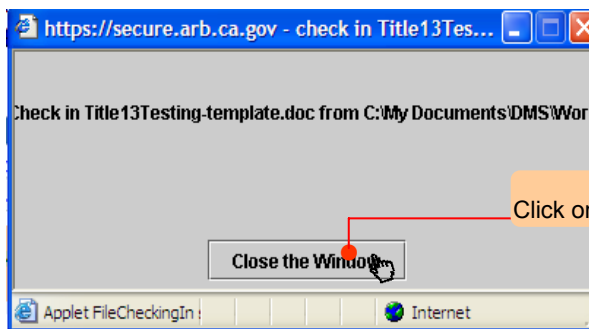 https://secure.arb.ca.gov - check in Title13Tes...
Check in Title13Testing-template.doc from C:\My Documents\DMS\Wor
Click on
Close the Window
Applet FileCheckingIn
Internet